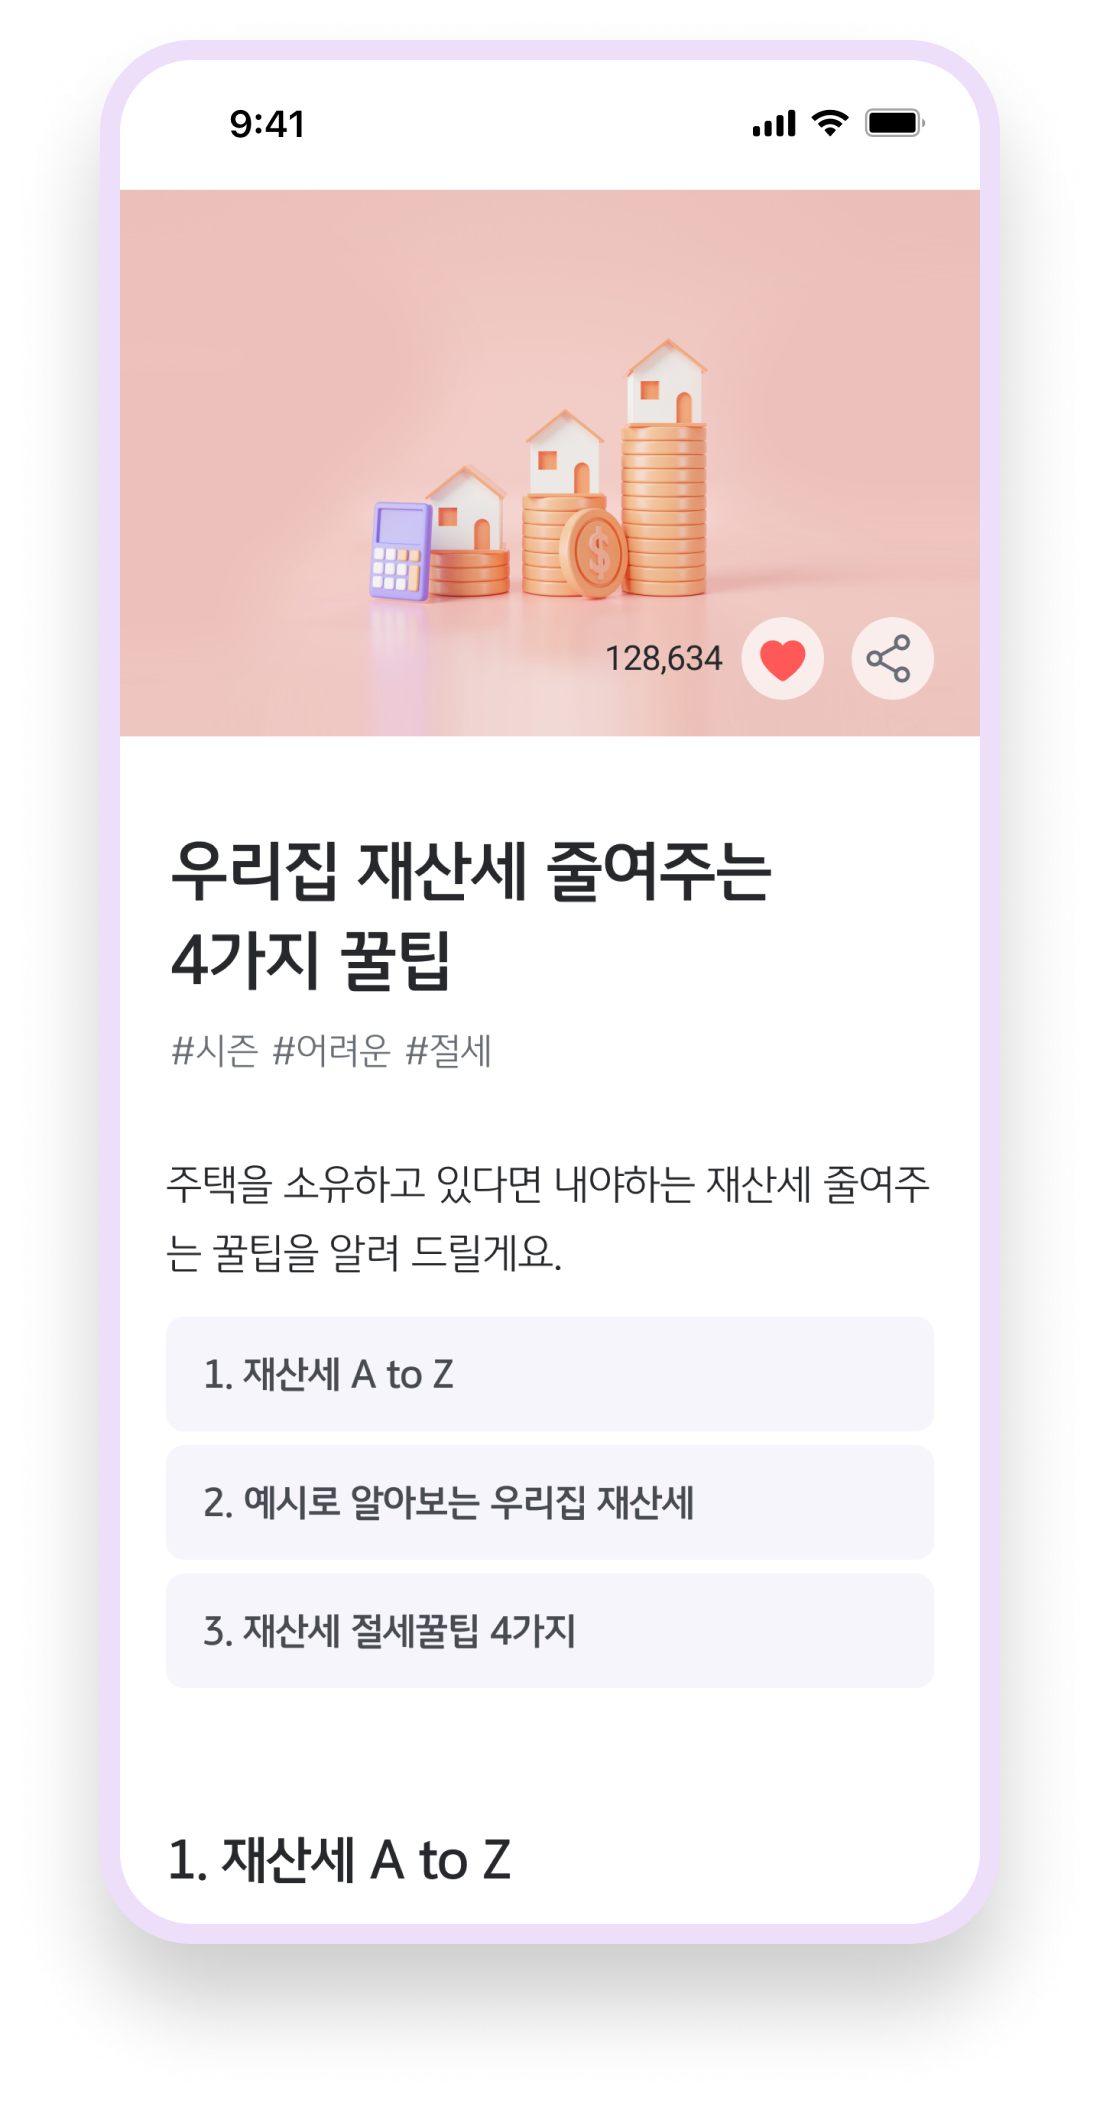 9:41
$
128,634
우리집 재산세 줄여주는
4가지 꿀팁
#시즌 #어려운 #절세
주택을 소유하고 있다면 내야하는 재산세 줄여주
는 꿀팁을 알려 드릴게요.
1. 재산세 A to Z
2. 예시로 알아보는 우리집 재산세
3. 재산세 절세꿀팁 4가지
1. 재산세 A to Z